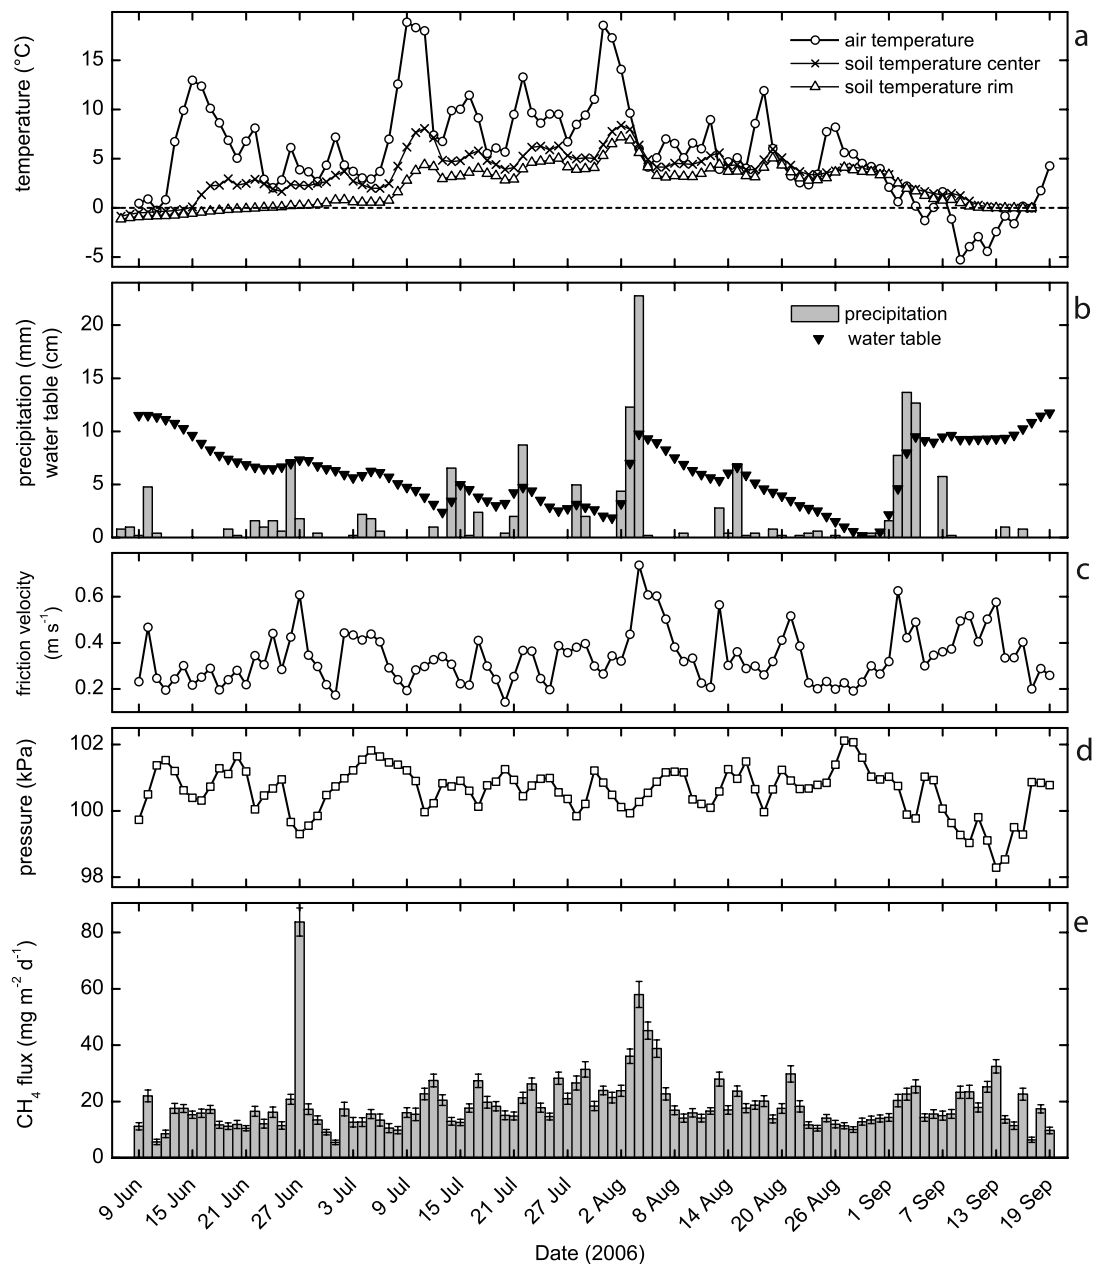 a
temperature (°C)
15
10
5
0
-5
air temperature
soil temperature center
soil temperature rim
b
precipitation (mm)
water table (cm)
20
15
10
5
0
precipitation
water table
c
friction velocity
(m s⁻¹)
0.6
0.4
0.2
d
pressure (kPa)
102
100
98
e
CH₄ flux (mg m⁻² d⁻¹)
80
60
40
20
0
9 Jun
15 Jun
21 Jun
27 Jun
3 Jul
9 Jul
15 Jul
21 Jul
27 Jul
2 Aug
8 Aug
14 Aug
20 Aug
26 Aug
1 Sep
7 Sep
13 Sep
19 Sep
Date (2006)